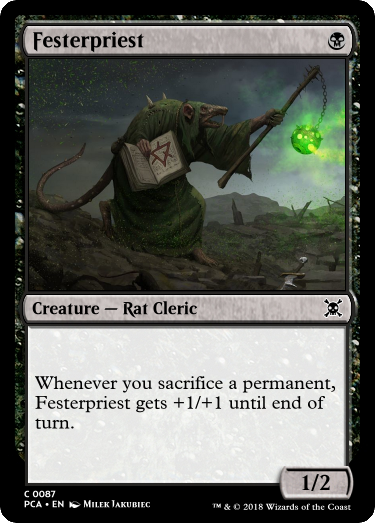 Festerpriest
Creature — Rat Cleric
Whenever you sacrifice a permanent,
Festerpriest gets +1/+1 until end of
turn.
1/2
C 0087
PCA • EN Milek Jakubiec
™ & © 2018 Wizards of the Coast